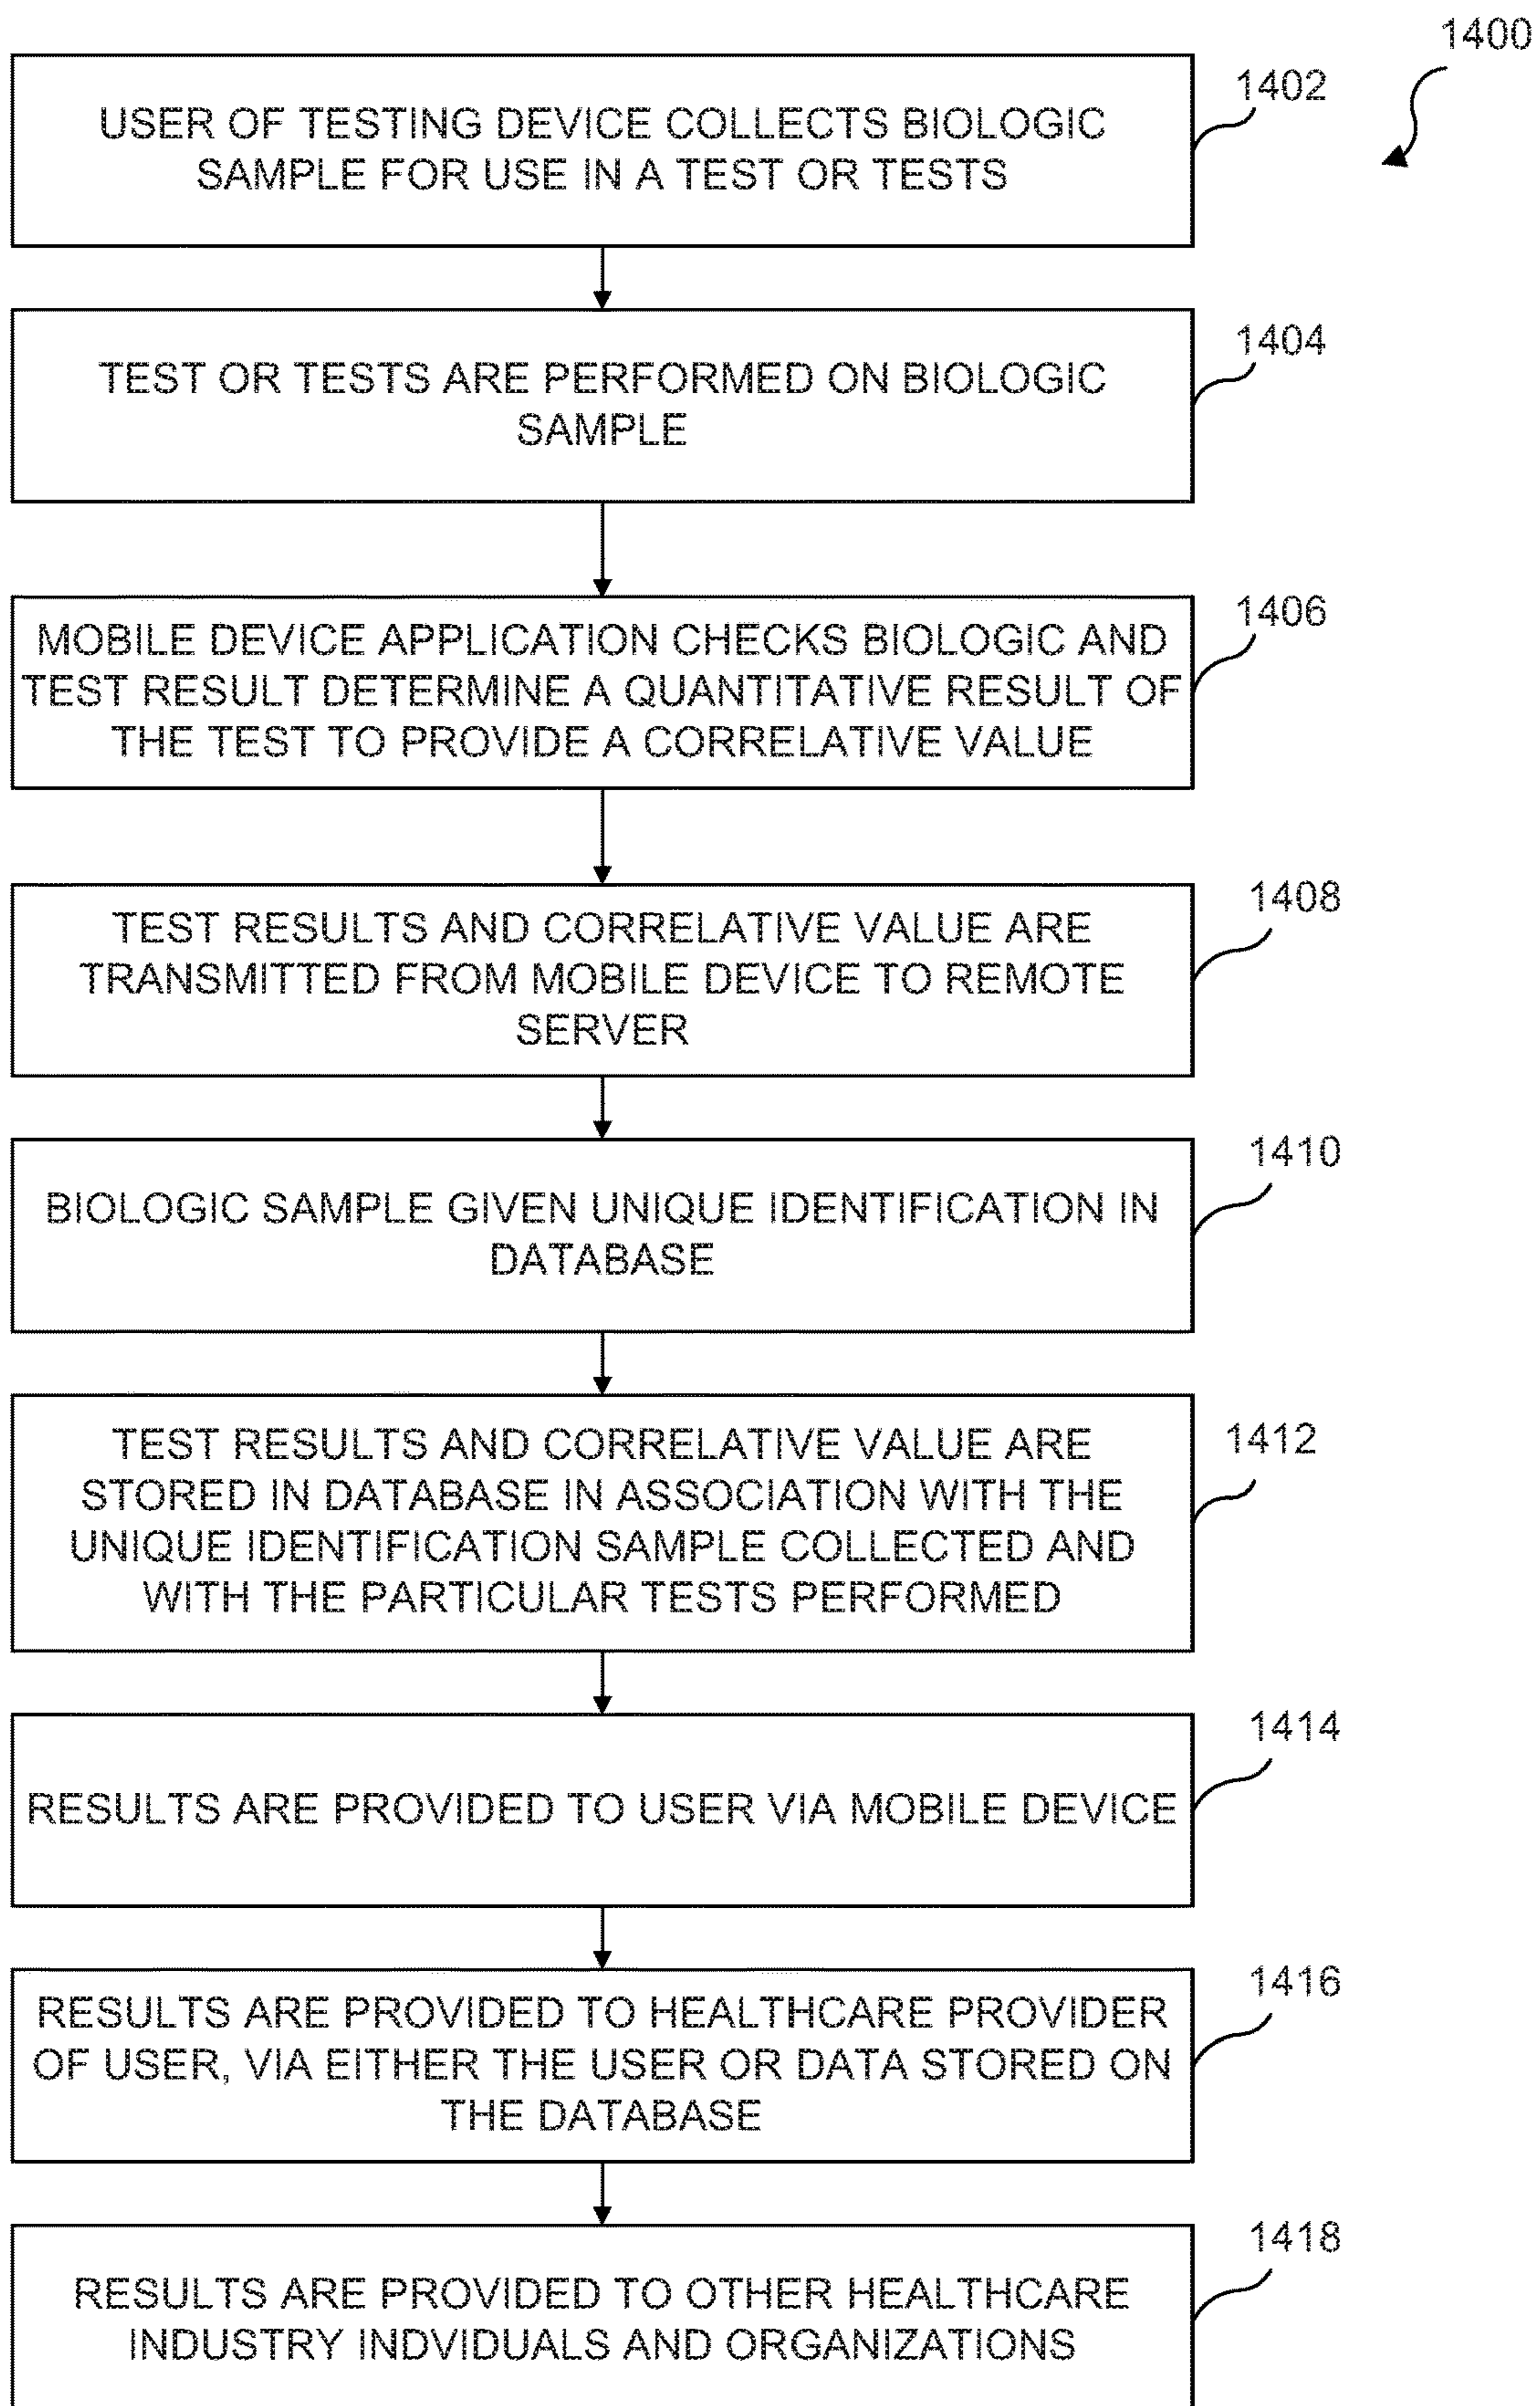 1400
1402
USER OF TESTING DEVICE COLLECTS BIOLOGIC
SAMPLE FOR USE IN A TEST OR TESTS
1404
TEST OR TESTS ARE PERFORMED ON BIOLOGIC
SAMPLE
1406
MOBILE DEVICE APPLICATION CHECKS BIOLOGIC AND
TEST RESULT DETERMINE A QUANTITATIVE RESULT OF
THE TEST TO PROVIDE A CORRELATIVE VALUE
1408
TEST RESULTS AND CORRELATIVE VALUE ARE
TRANSMITTED FROM MOBILE DEVICE TO REMOTE
SERVER
1410
BIOLOGIC SAMPLE GIVEN UNIQUE IDENTIFICATION IN
DATABASE
1412
TEST RESULTS AND CORRELATIVE VALUE ARE
STORED IN DATABASE IN ASSOCIATION WITH THE
UNIQUE IDENTIFICATION SAMPLE COLLECTED AND
WITH THE PARTICULAR TESTS PERFORMED
1414
RESULTS ARE PROVIDED TO USER VIA MOBILE DEVICE
1416
RESULTS ARE PROVIDED TO HEALTHCARE PROVIDER
OF USER, VIA EITHER THE USER OR DATA STORED ON
THE DATABASE
1418
RESULTS ARE PROVIDED TO OTHER HEALTHCARE
INDUSTRY INDVIDUALS AND ORGANIZATIONS